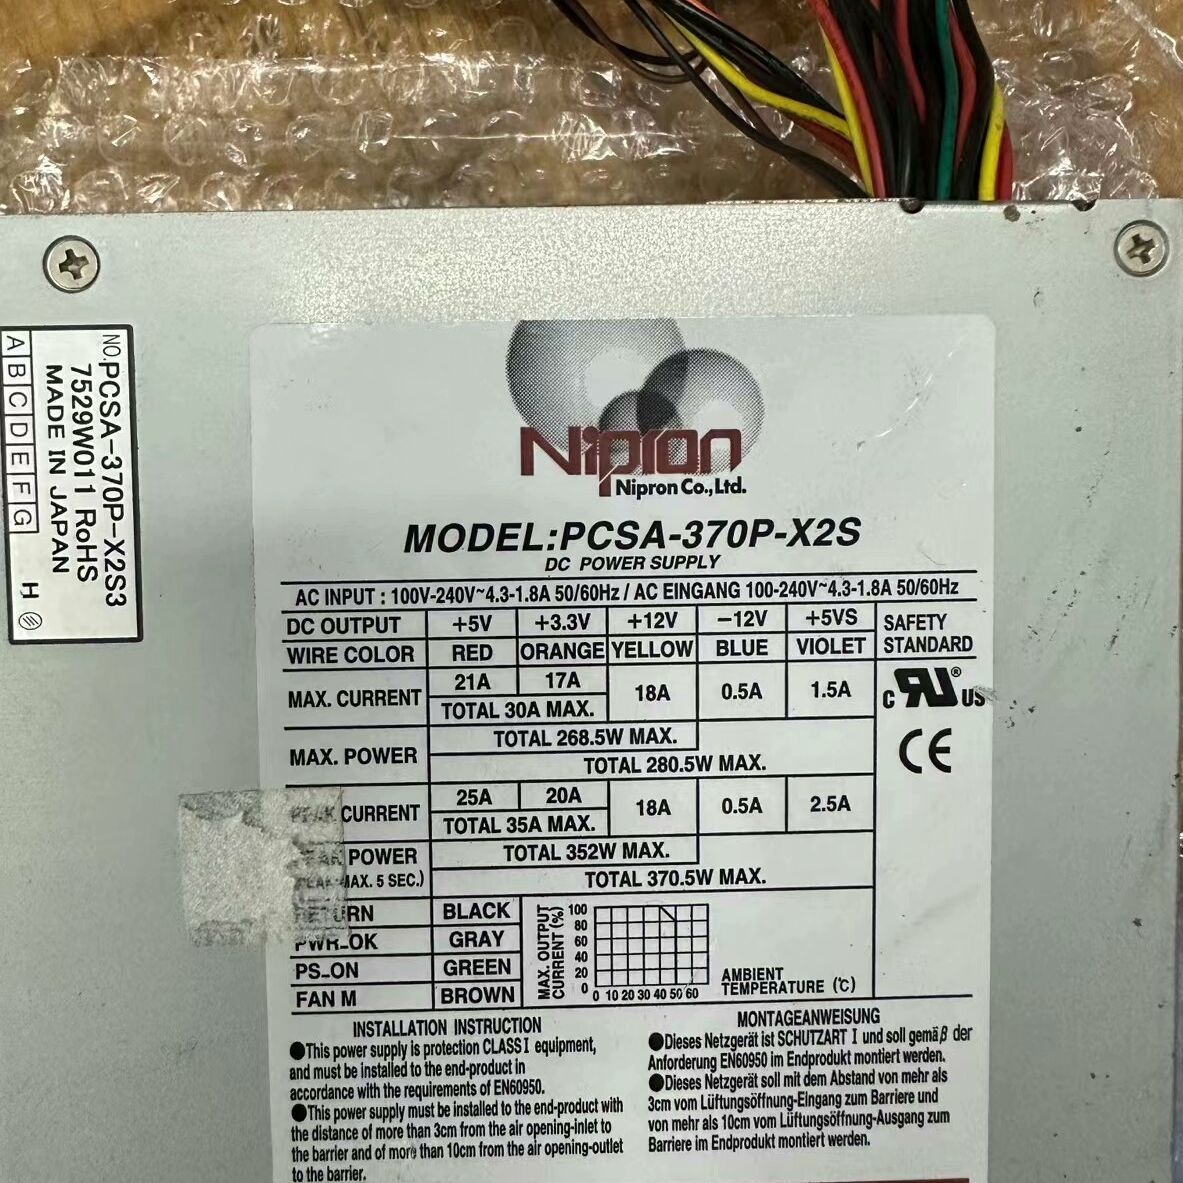 NO.PCSA-370P-X2S3
7529W011 RoHS
MADE IN JAPAN
A B C D E F G H
Nipron
Nipron Co.,Ltd.
MODEL:PCSA-370P-X2S
DC POWER SUPPLY
AC INPUT : 100V-240V~4.3-1.8A 50/60Hz / AC EINGANG 100-240V~4.3-1.8A 50/60Hz
DC OUTPUT +5V +3.3V +12V −12V +5VS SAFETY STANDARD
WIRE COLOR RED ORANGE YELLOW BLUE VIOLET
MAX. CURRENT 21A 17A 18A 0.5A 1.5A
TOTAL 30A MAX.
C RU® US
CE
MAX. POWER TOTAL 268.5W MAX.
TOTAL 280.5W MAX.
PEAK CURRENT 25A 20A 18A 0.5A 2.5A
TOTAL 35A MAX.
PEAK POWER TOTAL 352W MAX.
(PEAK MAX. 5 SEC.) TOTAL 370.5W MAX.
RETURN BLACK
PWR_OK GRAY
PS_ON GREEN
FAN M BROWN
MAX. OUTPUT
CURRENT (%)
100
80
60
40
20
0
0 10 20 30 40 50 60
AMBIENT
TEMPERATURE (℃)
INSTALLATION INSTRUCTION
●This power supply is protection CLASS I equipment,
and must be installed to the end-product in
accordance with the requirements of EN60950.
●This power supply must be installed to the end-product with
the distance of more than 3cm from the air opening-inlet to
the barrier and of more than 10cm from the air opening-outlet
to the barrier.
MONTAGEANWEISUNG
●Dieses Netzgerät ist SCHUTZART I und soll gemäβ der
Anforderung EN60950 im Endprodukt montiert werden.
●Dieses Netzgerät soll mit dem Abstand von mehr als
3cm vom Lüftungsöffnung-Eingang zum Barriere und
von mehr als 10cm vom Lüftungsöffnung-Ausgang zum
Barriere im Endprodukt montiert werden.